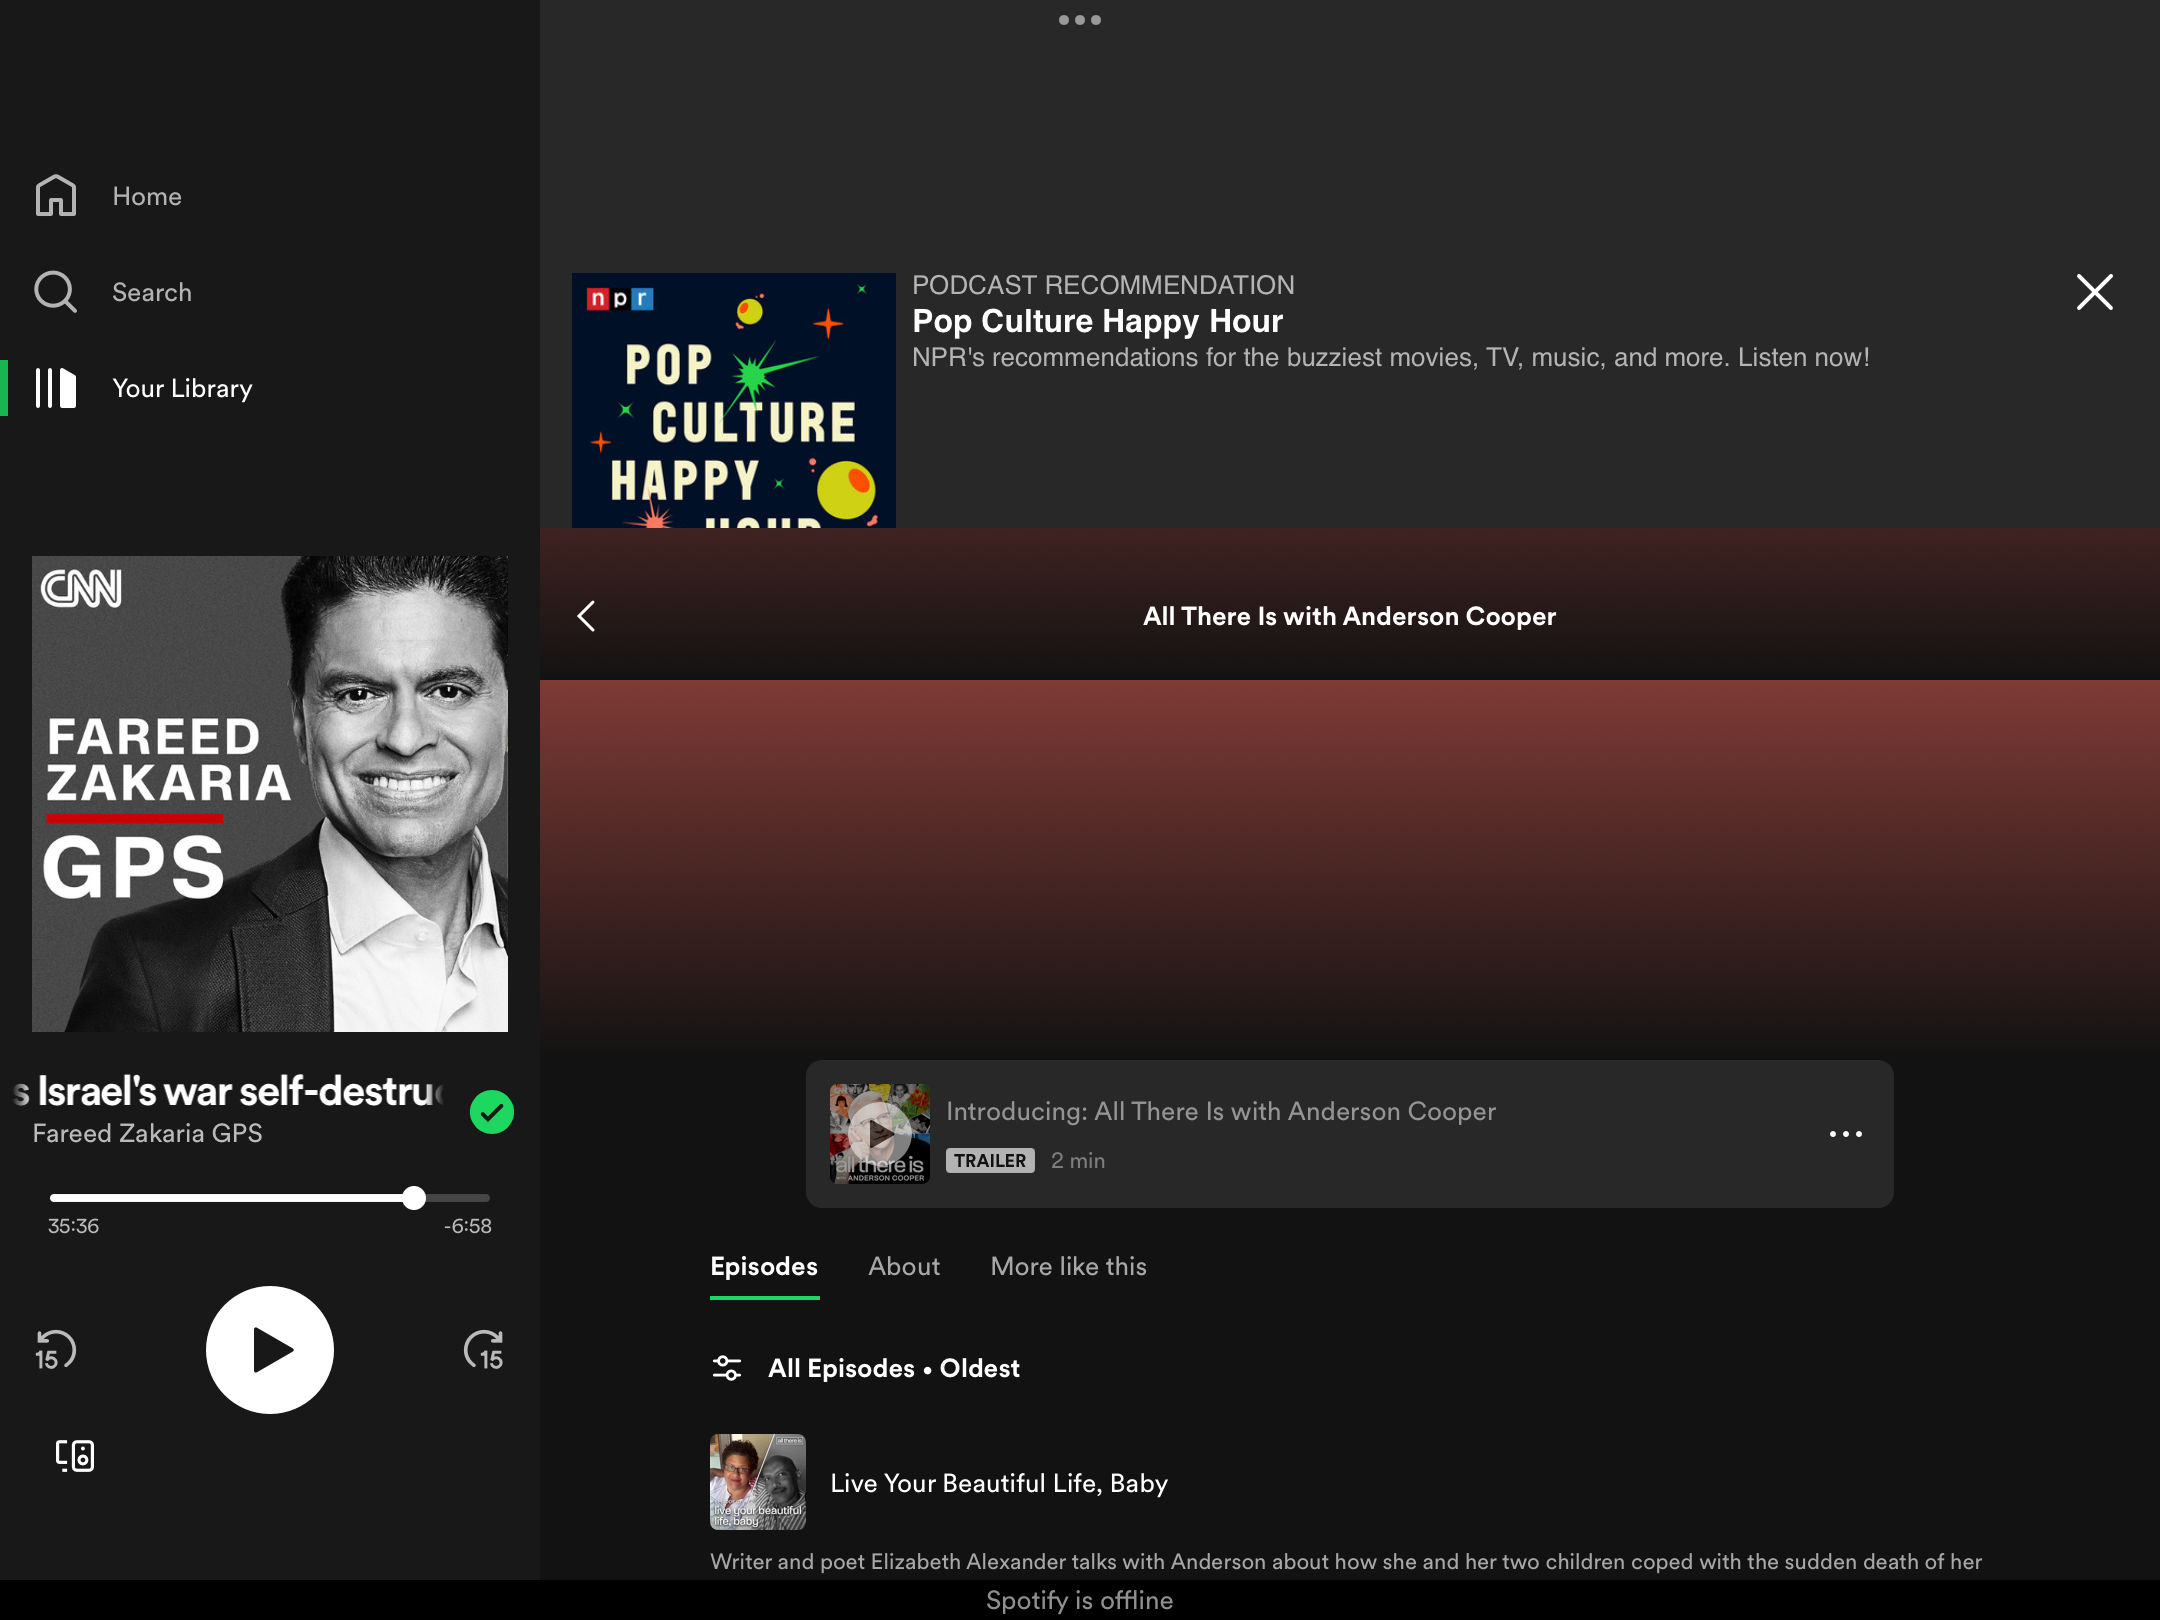 Home
Search
Your Library
CNN
FAREED
ZAKARIA
GPS
s Israel's war self-destru
Fareed Zakaria GPS
35:36
-6:58
15
15
npr
POP
CULTURE
HAPPY
HOUR
PODCAST RECOMMENDATION
Pop Culture Happy Hour
NPR's recommendations for the buzziest movies, TV, music, and more. Listen now!
All There Is with Anderson Cooper
all there is
WITH ANDERSON COOPER
Introducing: All There Is with Anderson Cooper
TRAILER 2 min
Episodes About More like this
All Episodes • Oldest
all there is
live your beautiful
life, baby
Live Your Beautiful Life, Baby
Writer and poet Elizabeth Alexander talks with Anderson about how she and her two children coped with the sudden death of her
Spotify is offline